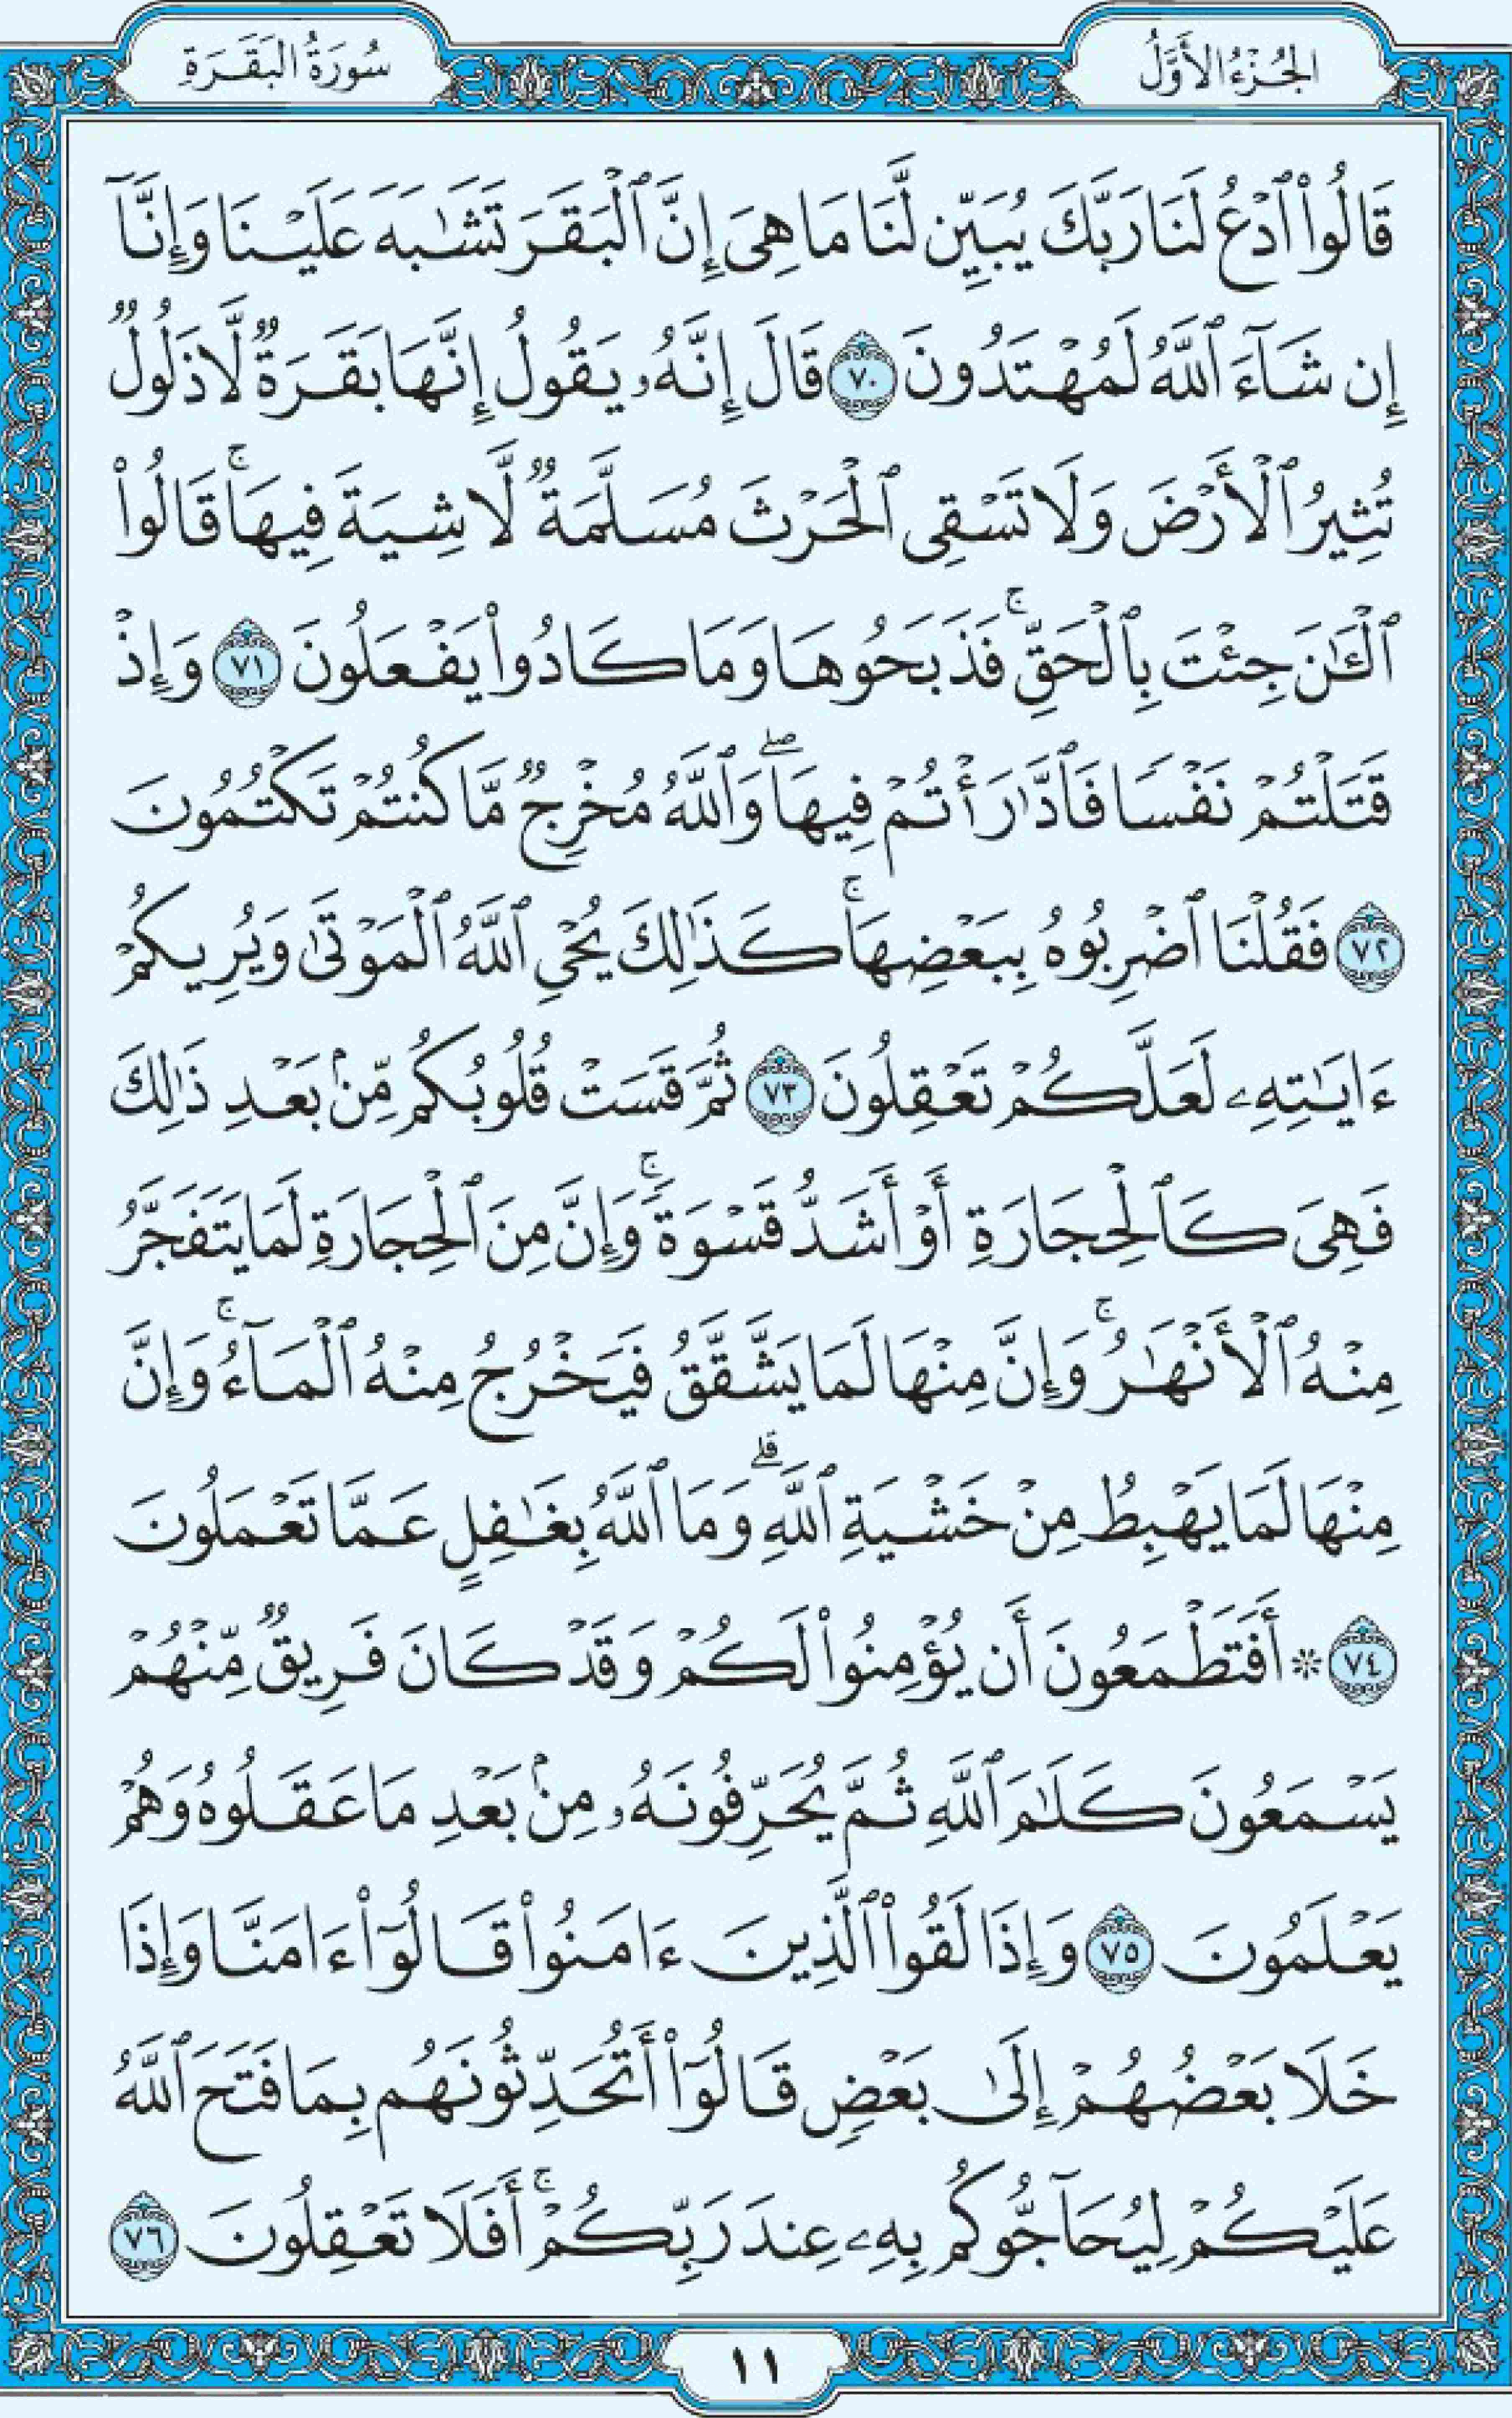 الجُزْءُ الأَوَّلُ
سُورَةُ البَقَرَةِ
قَالُوا۟ ٱدْعُ لَنَا رَبَّكَ يُبَيِّن لَّنَا مَا هِىَ إِنَّ ٱلْبَقَرَ تَشَٰبَهَ عَلَيْنَا وَإِنَّآ
إِن شَآءَ ٱللَّهُ لَمُهْتَدُونَ ٧٠ قَالَ إِنَّهُۥ يَقُولُ إِنَّهَا بَقَرَةٌ لَّا ذَلُولٌ
تُثِيرُ ٱلْأَرْضَ وَلَا تَسْقِى ٱلْحَرْثَ مُسَلَّمَةٌ لَّا شِيَةَ فِيهَا ۚ قَالُوا۟
ٱلْـَٰٔنَ جِئْتَ بِٱلْحَقِّ ۚ فَذَبَحُوهَا وَمَا كَادُوا۟ يَفْعَلُونَ ٧١ وَإِذْ
قَتَلْتُمْ نَفْسًا فَٱدَّٰرَْٰٔتُمْ فِيهَا ۖ وَٱللَّهُ مُخْرِجٌ مَّا كُنتُمْ تَكْتُمُونَ
٧٢ فَقُلْنَا ٱضْرِبُوهُ بِبَعْضِهَا ۚ كَذَٰلِكَ يُحْىِ ٱللَّهُ ٱلْمَوْتَىٰ وَيُرِيكُمْ
ءَايَٰتِهِۦ لَعَلَّكُمْ تَعْقِلُونَ ٧٣ ثُمَّ قَسَتْ قُلُوبُكُم مِّنۢ بَعْدِ ذَٰلِكَ
فَهِىَ كَٱلْحِجَارَةِ أَوْ أَشَدُّ قَسْوَةً ۚ وَإِنَّ مِنَ ٱلْحِجَارَةِ لَمَا يَتَفَجَّرُ
مِنْهُ ٱلْأَنْهَٰرُ ۚ وَإِنَّ مِنْهَا لَمَا يَشَّقَّقُ فَيَخْرُجُ مِنْهُ ٱلْمَآءُ ۚ وَإِنَّ
مِنْهَا لَمَا يَهْبِطُ مِنْ خَشْيَةِ ٱللَّهِ ۗ وَمَا ٱللَّهُ بِغَٰفِلٍ عَمَّا تَعْمَلُونَ
٧٤ ۞ أَفَتَطْمَعُونَ أَن يُؤْمِنُوا۟ لَكُمْ وَقَدْ كَانَ فَرِيقٌ مِّنْهُمْ
يَسْمَعُونَ كَلَٰمَ ٱللَّهِ ثُمَّ يُحَرِّفُونَهُۥ مِنۢ بَعْدِ مَا عَقَلُوهُ وَهُمْ
يَعْلَمُونَ ٧٥ وَإِذَا لَقُوا۟ ٱلَّذِينَ ءَامَنُوا۟ قَالُوٓا۟ ءَامَنَّا وَإِذَا
خَلَا بَعْضُهُمْ إِلَىٰ بَعْضٍ قَالُوٓا۟ أَتُحَدِّثُونَهُم بِمَا فَتَحَ ٱللَّهُ
عَلَيْكُمْ لِيُحَآجُّوكُم بِهِۦ عِندَ رَبِّكُمْ ۚ أَفَلَا تَعْقِلُونَ ٧٦
١١